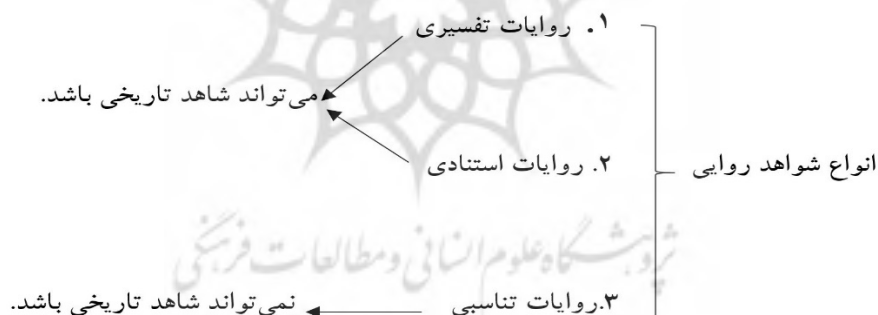 ۱. روایات تفسیری
می‌تواند شاهد تاریخی باشد.
انواع شواهد روایی
۲. روایات استنادی
پژوهشگاه علوم انسانی و مطالعات فرهنگی
۳.روایات تناسبی
نمی‌تواند شاهد تاریخی باشد.